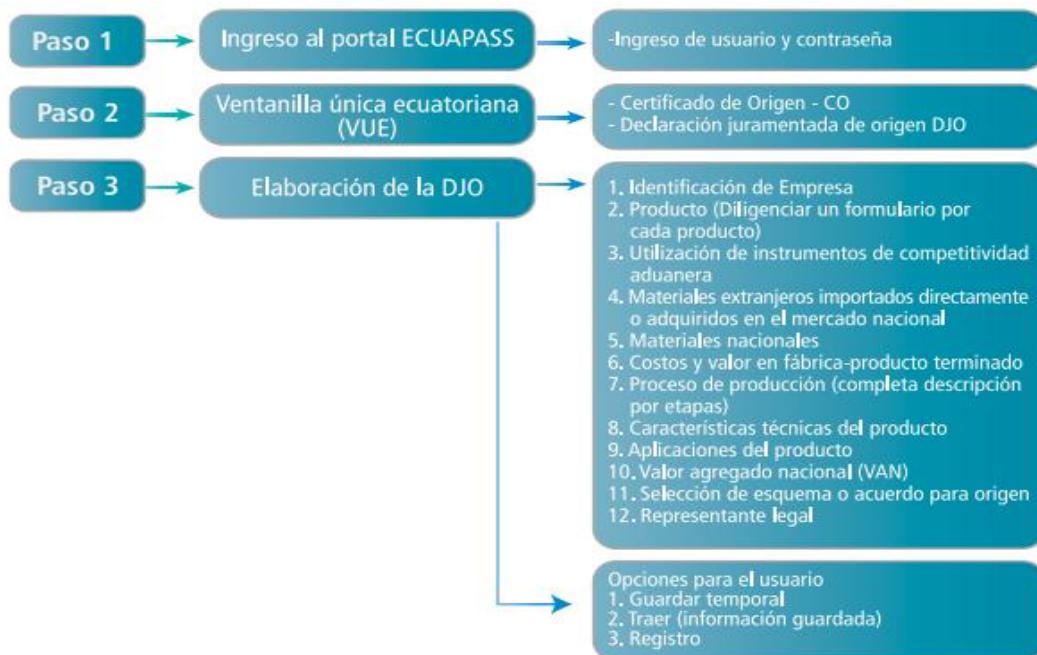 Paso 1
Ingreso al portal ECUAPASS
-Ingreso de usuario y contraseña
Paso 2
Ventanilla única ecuatoriana
(VUE)
- Certificado de Origen - CO
- Declaración juramentada de origen DJO
Paso 3
Elaboración de la DJO
1. Identificación de Empresa
2. Producto (Diligenciar un formulario por
cada producto)
3. Utilización de instrumentos de competitividad
aduanera
4. Materiales extranjeros importados directamente
o adquiridos en el mercado nacional
5. Materiales nacionales
6. Costos y valor en fábrica-producto terminado
7. Proceso de producción (completa descripción
por etapas)
8. Características técnicas del producto
9. Aplicaciones del producto
10. Valor agregado nacional (VAN)
11. Selección de esquema o acuerdo para origen
12. Representante legal
Opciones para el usuario
1. Guardar temporal
2. Traer (información guardada)
3. Registro